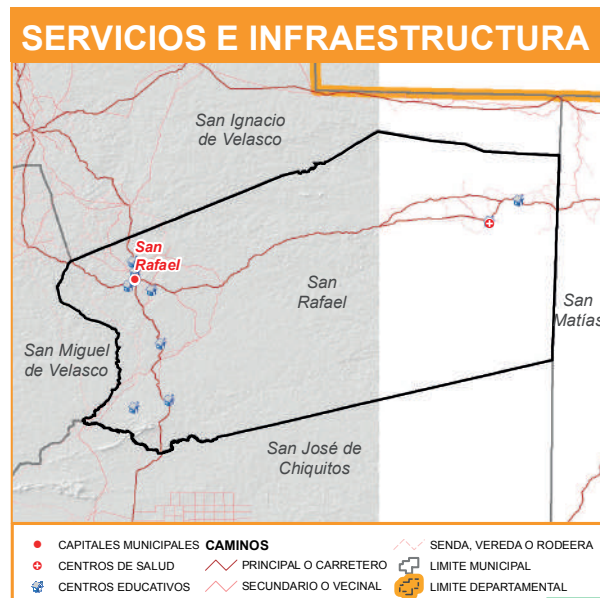 SERVICIOS E INFRAESTRUCTURA
San Ignacio
de Velasco
San
Rafael
San
Rafael
San
Matías
San Miguel
de Velasco
San José de
Chiquitos
CAPITALES MUNICIPALES
CENTROS DE SALUD
CENTROS EDUCATIVOS
CAMINOS
PRINCIPAL O CARRETERO
SECUNDARIO O VECINAL
SENDA, VEREDA O RODEERA
LIMITE MUNICIPAL
LIMITE DEPARTAMENTAL